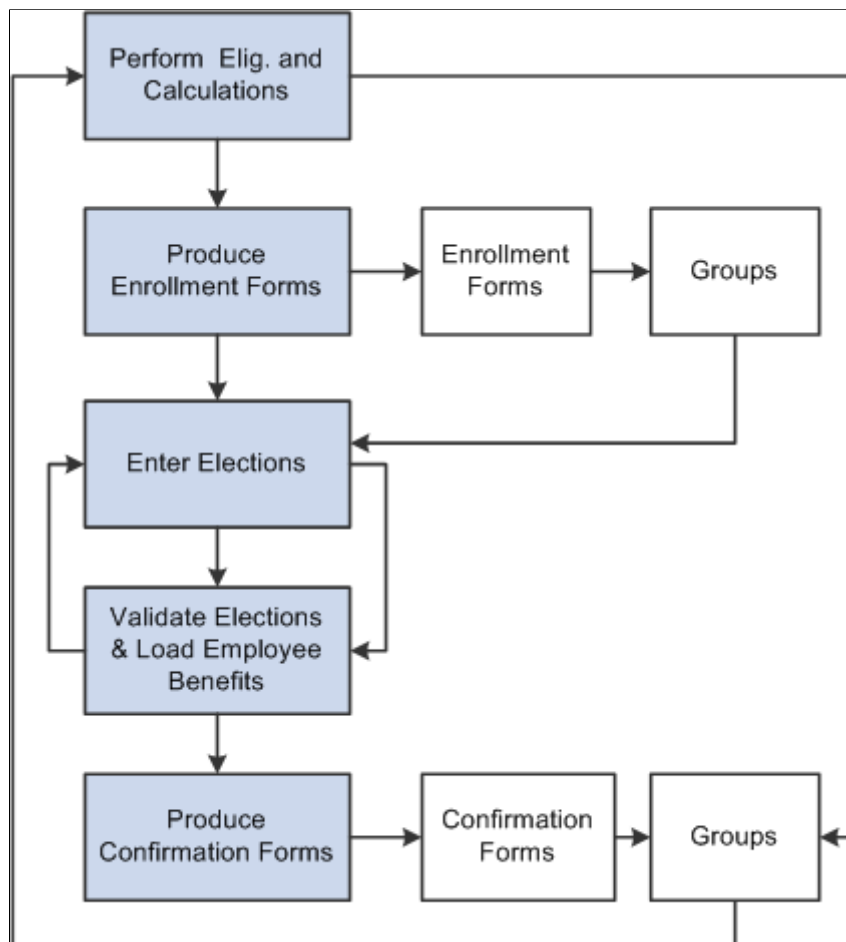 Perform Elig. and
Calculations
Produce
Enrollment Forms
Enrollment
Forms
Groups
Enter Elections
Validate Elections
& Load Employee
Benefits
Produce
Confirmation Forms
Confirmation
Forms
Groups